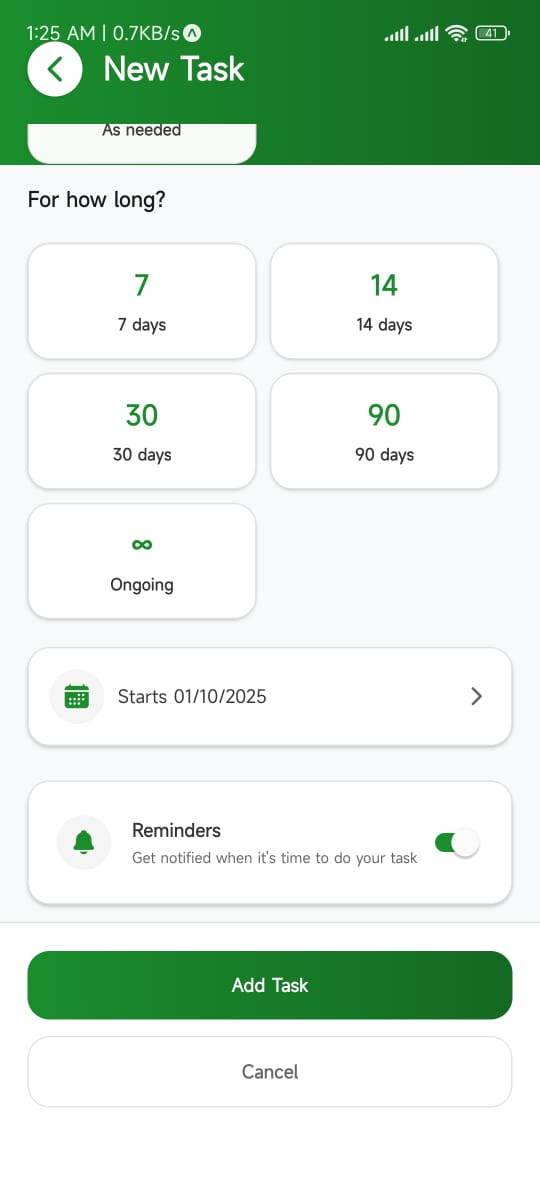 1:25 AM | 0.7KB/s
41
New Task
As needed
For how long?
7
7 days
14
14 days
30
30 days
90
90 days
∞
Ongoing
Starts 01/10/2025
Reminders
Get notified when it's time to do your task
Add Task
Cancel